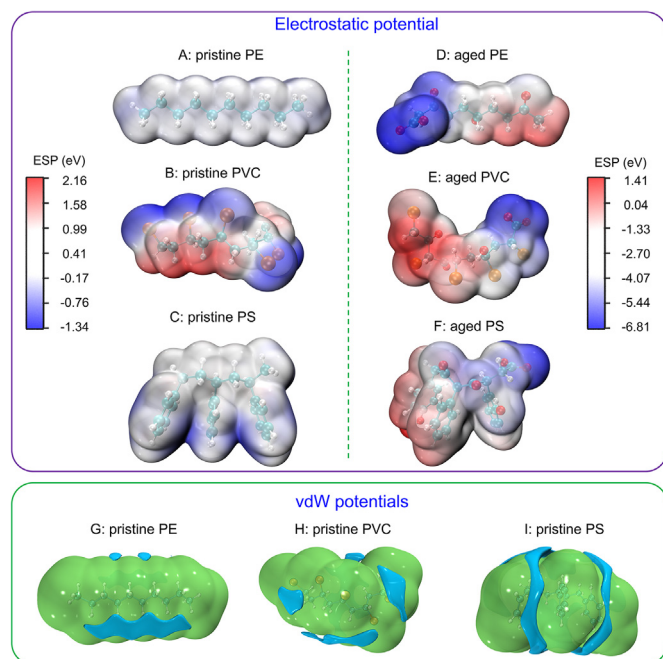 Electrostatic potential
A: pristine PE
D: aged PE
ESP (eV)
2.16
1.58
0.99
0.41
-0.17
-0.76
-1.34
B: pristine PVC
E: aged PVC
ESP (eV)
1.41
-0.04
-1.33
-2.70
-4.07
-5.44
-6.81
C: pristine PS
F: aged PS
vdW potentials
G: pristine PE
H: pristine PVC
I: pristine PS